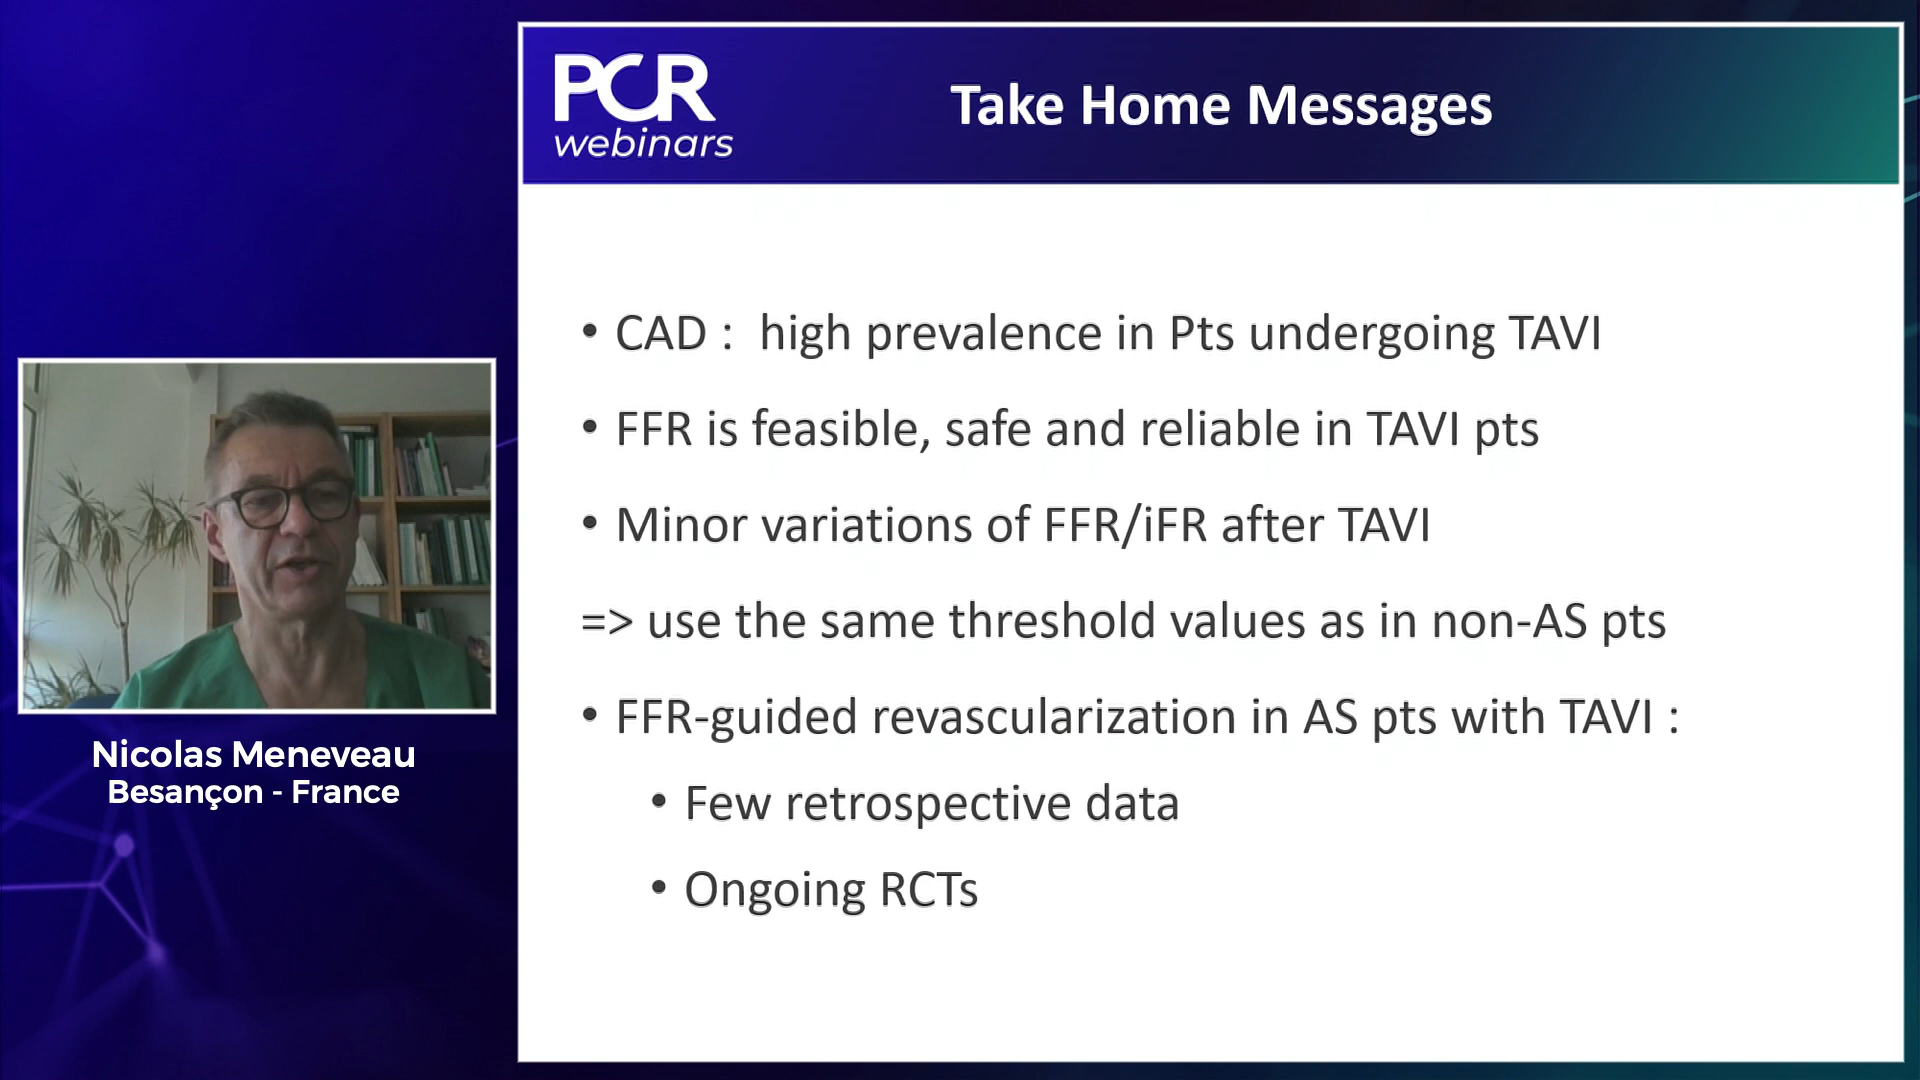 PCR
webinars
Take Home Messages
• CAD : high prevalence in Pts undergoing TAVI
• FFR is feasible, safe and reliable in TAVI pts
• Minor variations of FFR/iFR after TAVI
=> use the same threshold values as in non-AS pts
• FFR-guided revascularization in AS pts with TAVI :
• Few retrospective data
• Ongoing RCTs
Nicolas Meneveau
Besançon - France